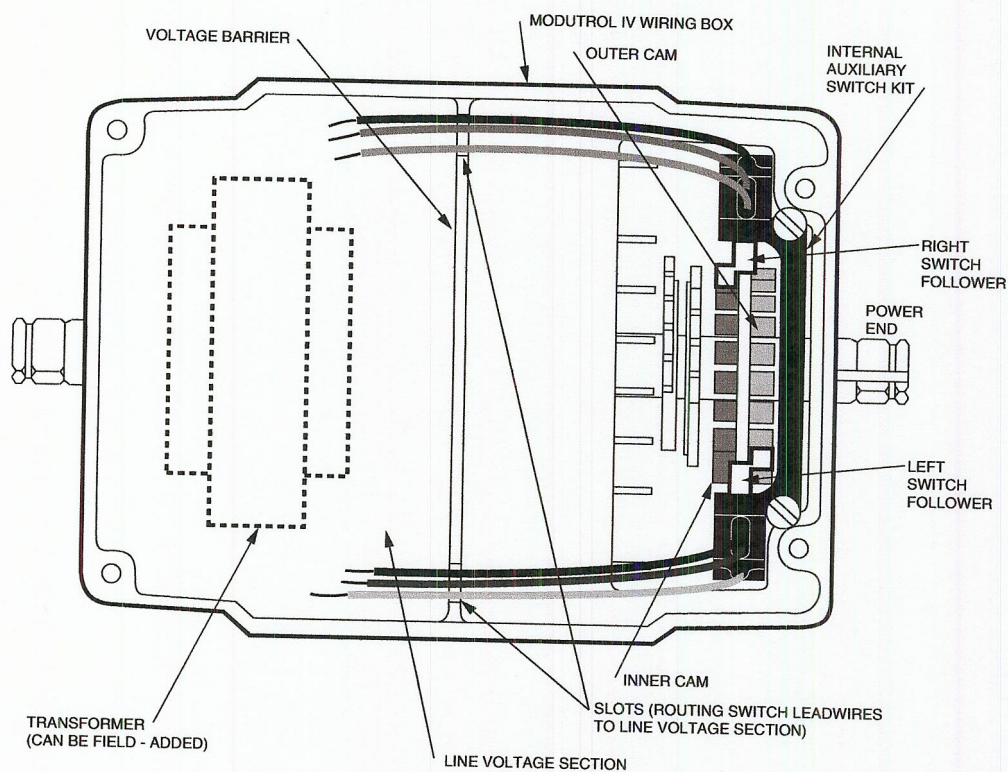 MODUTROL IV WIRING BOX
VOLTAGE BARRIER
OUTER CAM
INTERNAL
AUXILIARY
SWITCH KIT
RIGHT
SWITCH
FOLLOWER
POWER
END
LEFT
SWITCH
FOLLOWER
INNER CAM
SLOTS (ROUTING SWITCH LEADWIRES
TO LINE VOLTAGE SECTION)
TRANSFORMER
(CAN BE FIELD - ADDED)
LINE VOLTAGE SECTION